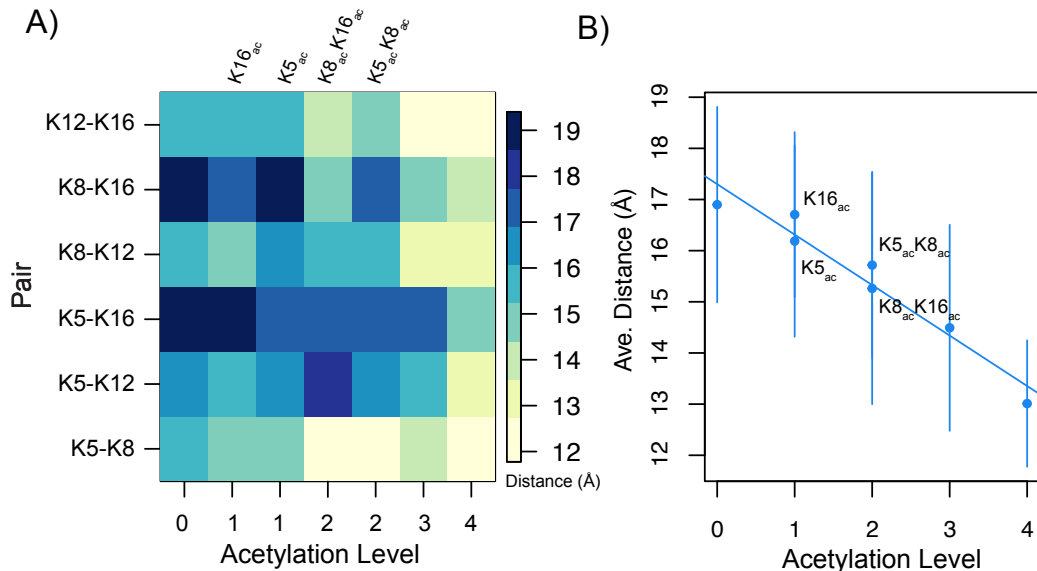 A)
K16ac
K5ac
K8acK16ac
K5acK8ac
Pair
K12-K16
K8-K16
K8-K12
K5-K16
K5-K12
K5-K8
0 1 1 2 2 3 4
Acetylation Level
19
18
17
16
15
14
13
12
Distance (Å)
B)
Ave. Distance (Å)
19
18
17
16
15
14
13
12
K16ac
K5ac
K5acK8ac
K8acK16ac
0 1 2 3 4
Acetylation Level